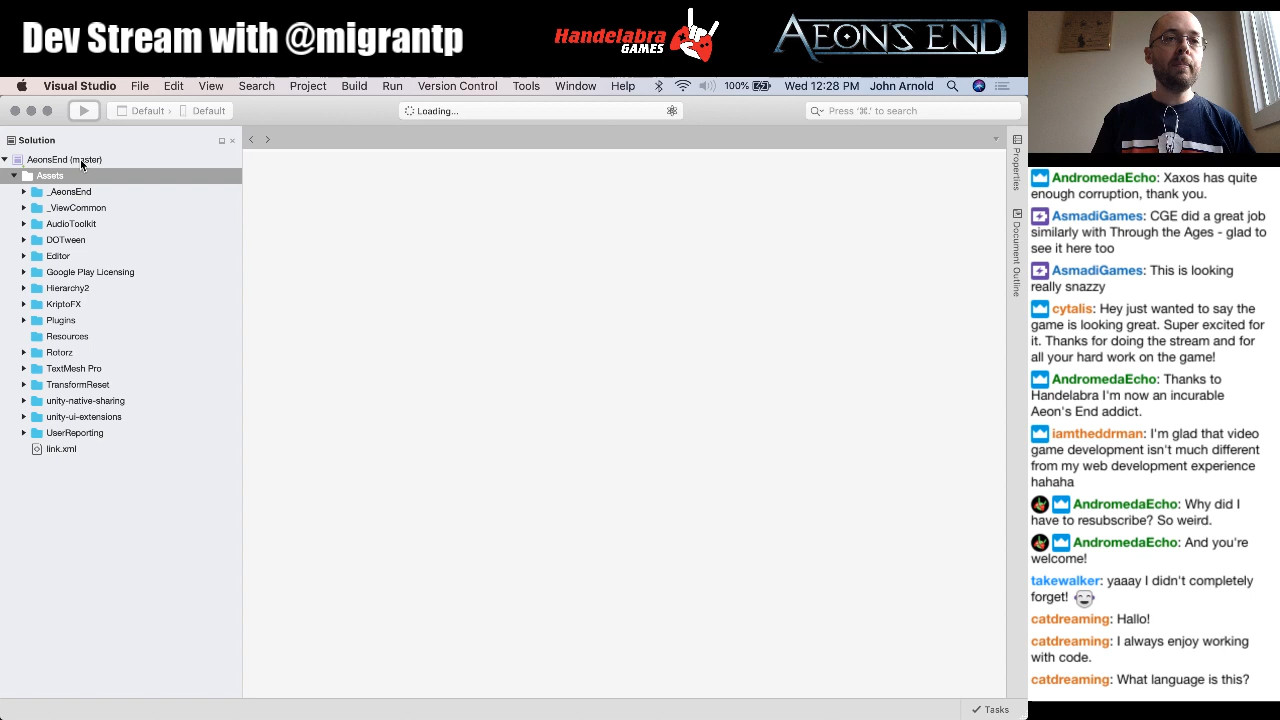 Dev Stream with @migrantp
Handelabra
GAMES
AEON'S END
Visual Studio File Edit View Search Project Build Run Version Control Tools Window Help 100% Wed 12:28 PM John Arnold
Default > Default
Loading...
Press '⌘.' to search
Solution
AeonsEnd (master)
Assets
_AeonsEnd
_ViewCommon
AudioToolkit
DOTween
Editor
Google Play Licensing
Hierarchy2
KriptoFX
Plugins
Resources
Rotorz
TextMesh Pro
TransformReset
unity-native-sharing
unity-ui-extensions
UserReporting
link.xml
Properties
Document Outline
Tasks
AndromedaEcho: Xaxos has quite
enough corruption, thank you.
AsmadiGames: CGE did a great job
similarly with Through the Ages - glad to
see it here too
AsmadiGames: This is looking
really snazzy
cytalis: Hey just wanted to say the
game is looking great. Super excited for
it. Thanks for doing the stream and for
all your hard work on the game!
AndromedaEcho: Thanks to
Handelabra I'm now an incurable
Aeon's End addict.
iamtheddrman: I'm glad that video
game development isn't much different
from my web development experience
hahaha
AndromedaEcho: Why did I
have to resubscribe? So weird.
AndromedaEcho: And you're
welcome!
takewalker: yaaay I didn't completely
forget!
catdreaming: Hallo!
catdreaming: I always enjoy working
with code.
catdreaming: What language is this?